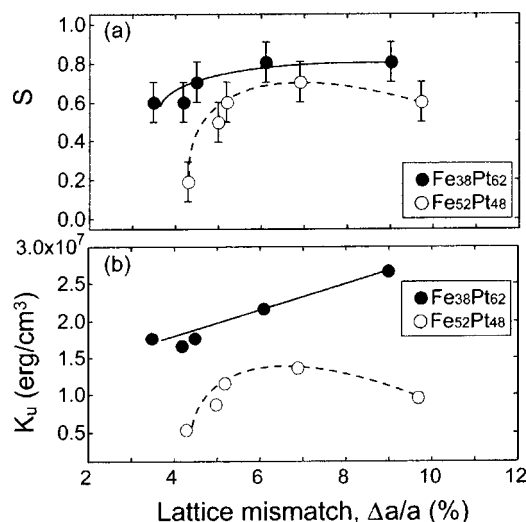 (a)
1.0
0.8
0.6
0.4
0.2
0.0
S
Fe₃₈Pt₆₂
Fe₅₂Pt₄₈
3.0x10⁷
(b)
2.5
2.0
1.5
1.0
0.5
Kᵤ (erg/cm³)
Fe₃₈Pt₆₂
Fe₅₂Pt₄₈
2 4 6 8 10 12
Lattice mismatch, Δa/a (%)